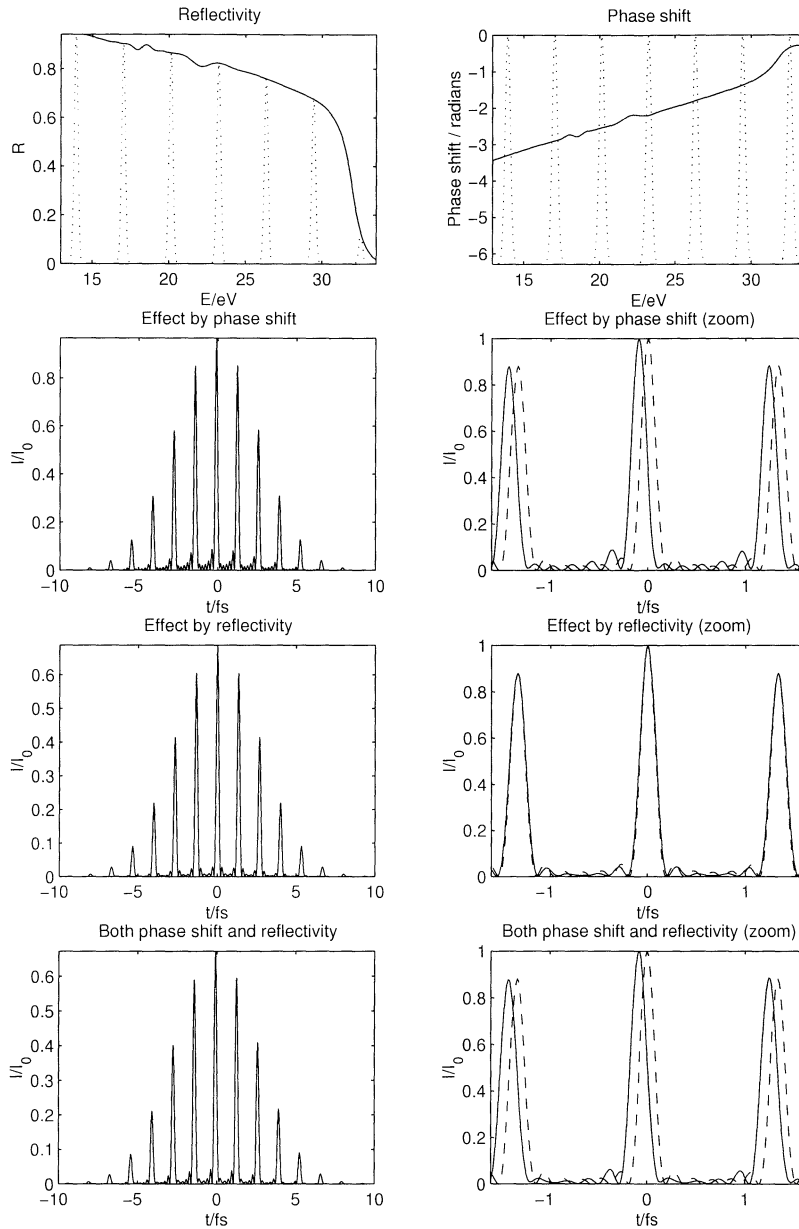 Reflectivity
0.8
0.6
0.4
0.2
0
R
15 20 25 30
E/eV
Phase shift
0
−1
−2
−3
−4
−5
−6
Phase shift / radians
15 20 25 30
E/eV
Effect by phase shift
0.8
0.6
0.4
0.2
0
I/I0
−10 −5 0 5 10
t/fs
Effect by phase shift (zoom)
1
0.8
0.6
0.4
0.2
0
I/I0
−1 0 1
t/fs
Effect by reflectivity
0.6
0.5
0.4
0.3
0.2
0.1
0
I/I0
−10 −5 0 5 10
t/fs
Effect by reflectivity (zoom)
1
0.8
0.6
0.4
0.2
0
I/I0
−1 0 1
t/fs
Both phase shift and reflectivity
0.6
0.5
0.4
0.3
0.2
0.1
0
I/I0
−10 −5 0 5 10
t/fs
Both phase shift and reflectivity (zoom)
1
0.8
0.6
0.4
0.2
0
I/I0
−1 0 1
t/fs